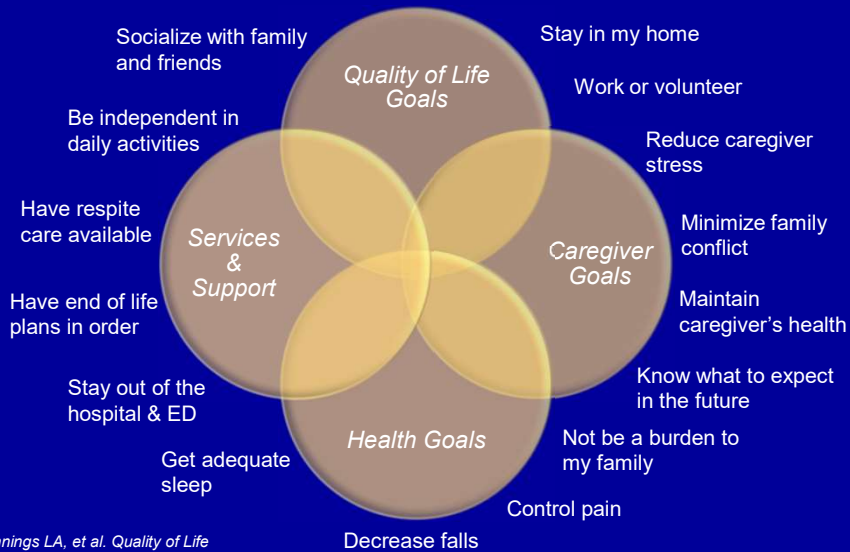 Socialize with family
and friends
Quality of Life
Goals
Stay in my home
Work or volunteer
Be independent in
daily activities
Reduce caregiver
stress
Have respite
care available
Services
&
Support
Caregiver
Goals
Minimize family
conflict
Have end of life
plans in order
Maintain
caregiver's health
Stay out of the
hospital & ED
Know what to expect
in the future
Health Goals
Not be a burden to
my family
Get adequate
sleep
Control pain
Decrease falls
LA, et al. Quality of Life